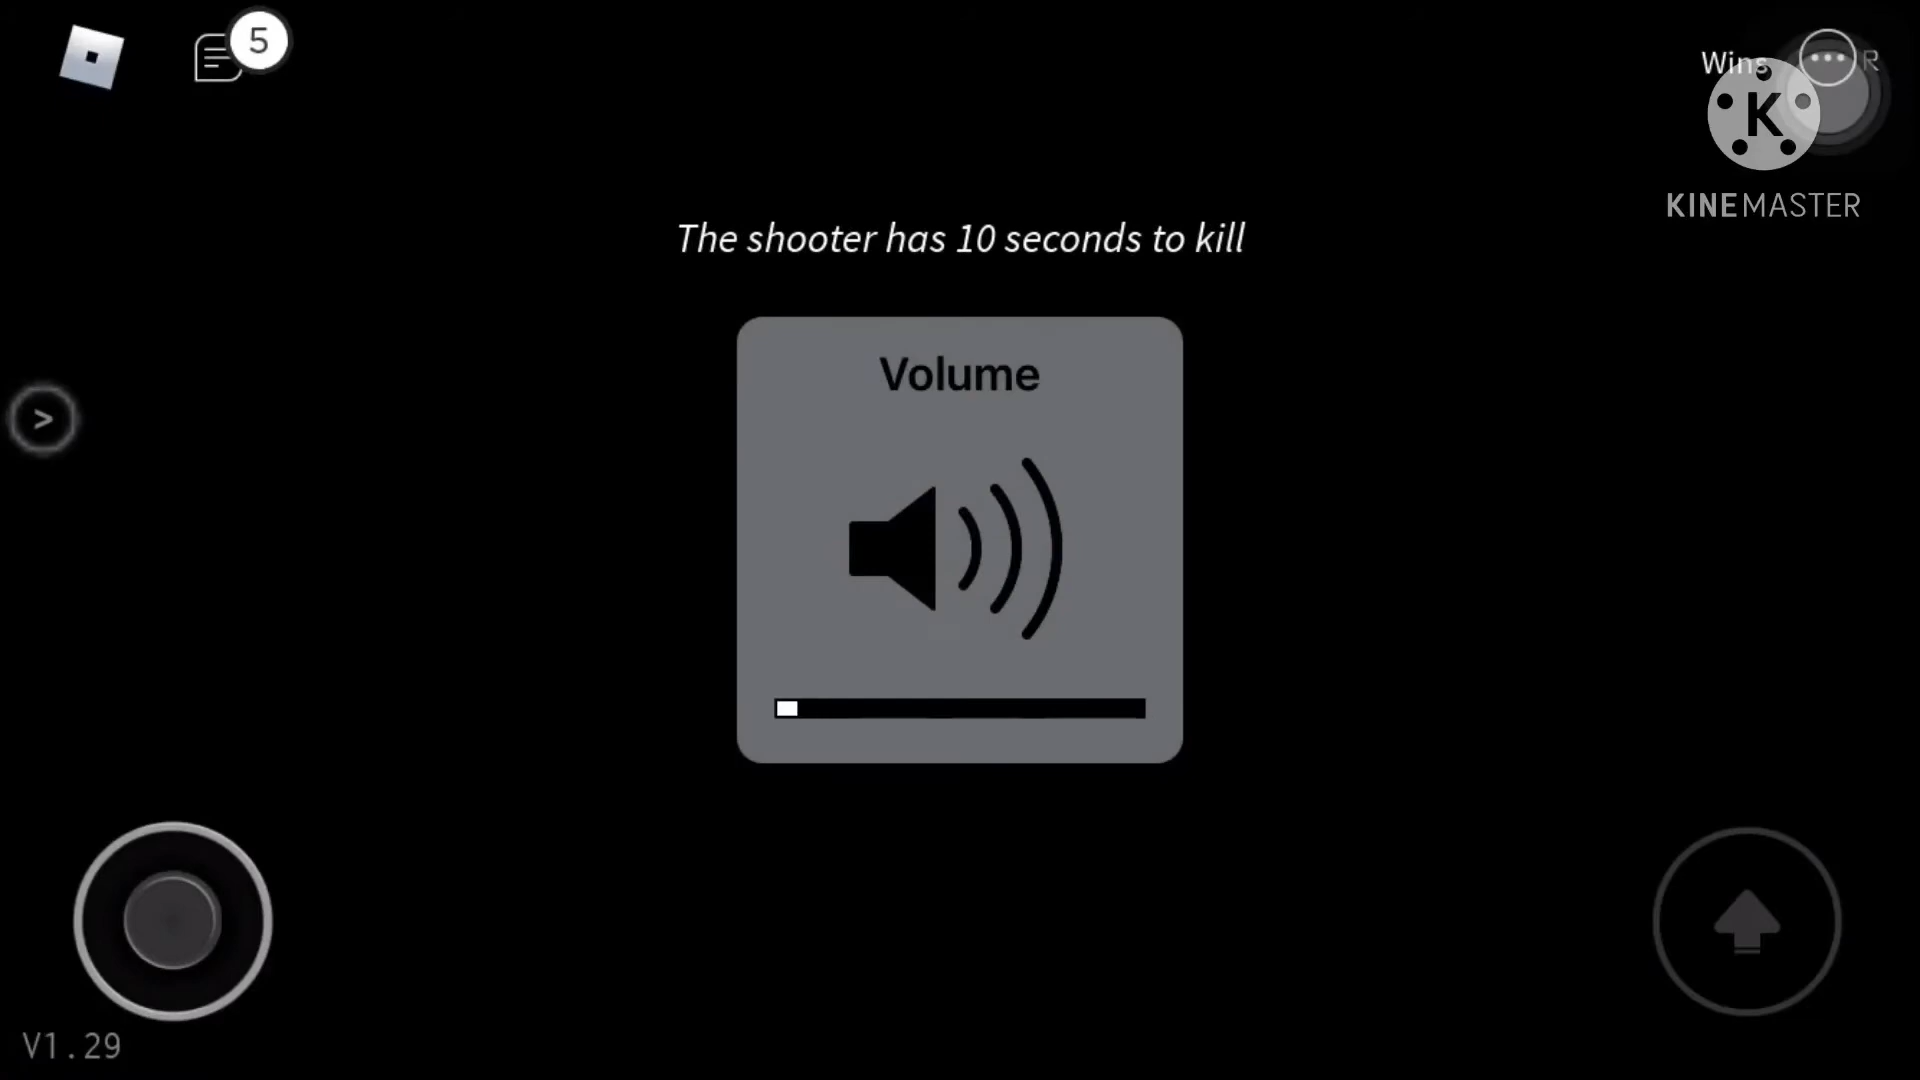 5
Wins
R
K
KINEMASTER
The shooter has 10 seconds to kill
Volume
>
V1.29